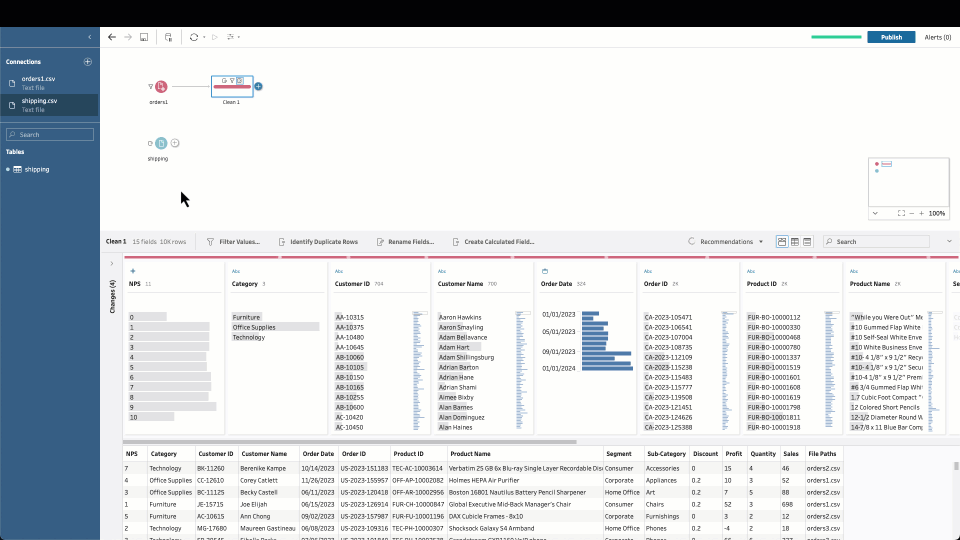 Publish
Alerts (0)
Connections
orders1.csv
Text file
shipping.csv
Text file
Search
Tables
shipping
orders1
Clean 1
shipping
100%
Clean 1 15 fields 10K rows
Filter Values...
Identify Duplicate Rows
Rename Fields...
Create Calculated Field...
Recommendations
Search
Changes (4)
NPS 11
0
1
2
3
4
5
6
7
8
9
10
Abc
Category 3
Furniture
Office Supplies
Technology
Abc
Customer ID 704
AA-10315
AA-10375
AA-10480
AA-10645
AB-10060
AB-10105
AB-10150
AB-10165
AB-10255
AB-10600
AC-10420
AC-10450
Abc
Customer Name 700
Aaron Hawkins
Aaron Smayling
Adam Bellavance
Adam Hart
Adam Shillingsburg
Adrian Barton
Adrian Hane
Adrian Shami
Aimee Bixby
Alan Barnes
Alan Dominguez
Alan Haines
Order Date 324
01/01/2023
05/01/2023
09/01/2023
01/01/2024
Abc
Order ID 2K
CA-2023-105471
CA-2023-106541
CA-2023-107004
CA-2023-108735
CA-2023-112109
CA-2023-115238
CA-2023-115483
CA-2023-115777
CA-2023-119508
CA-2023-121451
CA-2023-124626
CA-2023-125388
Abc
Product ID 2K
FUR-BO-10000112
FUR-BO-10000330
FUR-BO-10000468
FUR-BO-10000780
FUR-BO-10001337
FUR-BO-10001519
FUR-BO-10001601
FUR-BO-10001608
FUR-BO-10001619
FUR-BO-10001798
FUR-BO-10001811
FUR-BO-10001918
Abc
Product Name 2K
"While you Were Out" Me
#10 Gummed Flap White
#10 Self-Seal White Enve
#10 White Business Enve
#10-4 1/8" x 9 1/2" Recyc
#10-4 1/8" x 9 1/2" Secu
#10- 4 1/8" x 9 1/2" Rec
#6 3/4 Gummed Flap Whi
1.7 Cubic Foot Compact "
12 Colored Short Pencils
12-1/2 Diameter Round W
14-7/8 x 11 Blue Bar Comp
Abc
Se
NPS Category Customer ID Customer Name Order Date Order ID Product ID Product Name Segment Sub-Category Discount Profit Quantity Sales File Paths
7 Technology BK-11260 Berenike Kampe 10/14/2023 US-2023-151183 TEC-AC-10003614 Verbatim 25 GB 6x Blu-ray Single Layer Recordable Dis Consumer Accessories 0 15 4 46 orders2.csv
4 Office Supplies CC-12610 Corey Catlett 11/26/2023 US-2023-155957 OFF-AP-10002082 Holmes HEPA Air Purifier Corporate Appliances 0.2 10 3 52 orders1.csv
3 Office Supplies BC-11125 Becky Castell 06/11/2023 US-2023-120418 OFF-AR-10002956 Boston 16801 Nautilus Battery Pencil Sharpener Home Office Art 0.2 7 5 88 orders2.csv
1 Furniture JE-15715 Joe Elijah 06/15/2023 US-2023-126914 FUR-CH-10000847 Global Executive Mid-Back Manager's Chair Consumer Chairs 0.2 52 3 698 orders1.csv
5 Furniture AC-10615 Ann Chong 09/02/2023 US-2023-157987 FUR-FU-10001196 DAX Cubicle Frames - 8x10 Corporate Furnishings 0 3 2 12 orders2.csv
2 Technology MG-17680 Maureen Gastineau 06/08/2023 US-2023-109316 TEC-PH-10000307 Shocksock Galaxy S4 Armband Home Office Phones 0.2 -4 2 18 orders3.csv